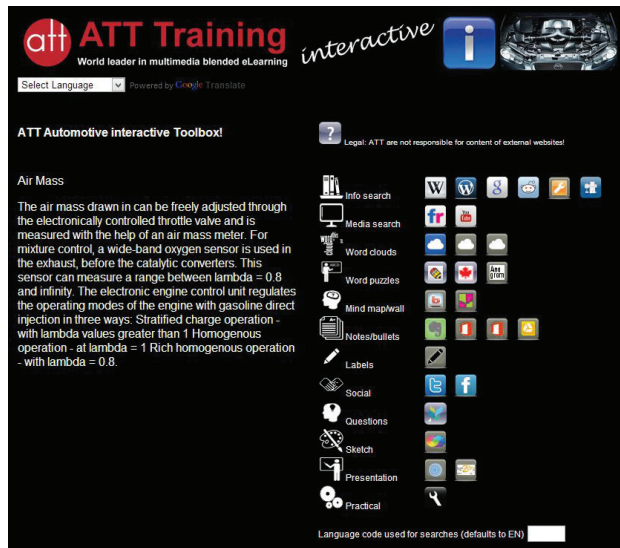 att ATT Training
World leader in multimedia blended eLearning
interactive
i
Select Language
Powered by Google Translate
ATT Automotive interactive Toolbox!
?
Legal: ATT are not responsible for content of external websites!
Air Mass
The air mass drawn in can be freely adjusted through
the electronically controlled throttle valve and is
measured with the help of an air mass meter. For
mixture control, a wide-band oxygen sensor is used in
the exhaust, before the catalytic converters. This
sensor can measure a range between lambda = 0.8
and infinity. The electronic engine control unit regulates
the operating modes of the engine with gasoline direct
injection in three ways: Stratified charge operation -
with lambda values greater than 1 Homogenous
operation - at lambda = 1 Rich homogenous operation
- with lambda = 0.8.
Info search W W g
Media search fr You Tube
Word clouds
Word puzzles Ana gram
Mind map/wall b
Notes/bullets
Labels
Social t f
Questions
Sketch
Presentation
Practical
Language code used for searches (defaults to EN)